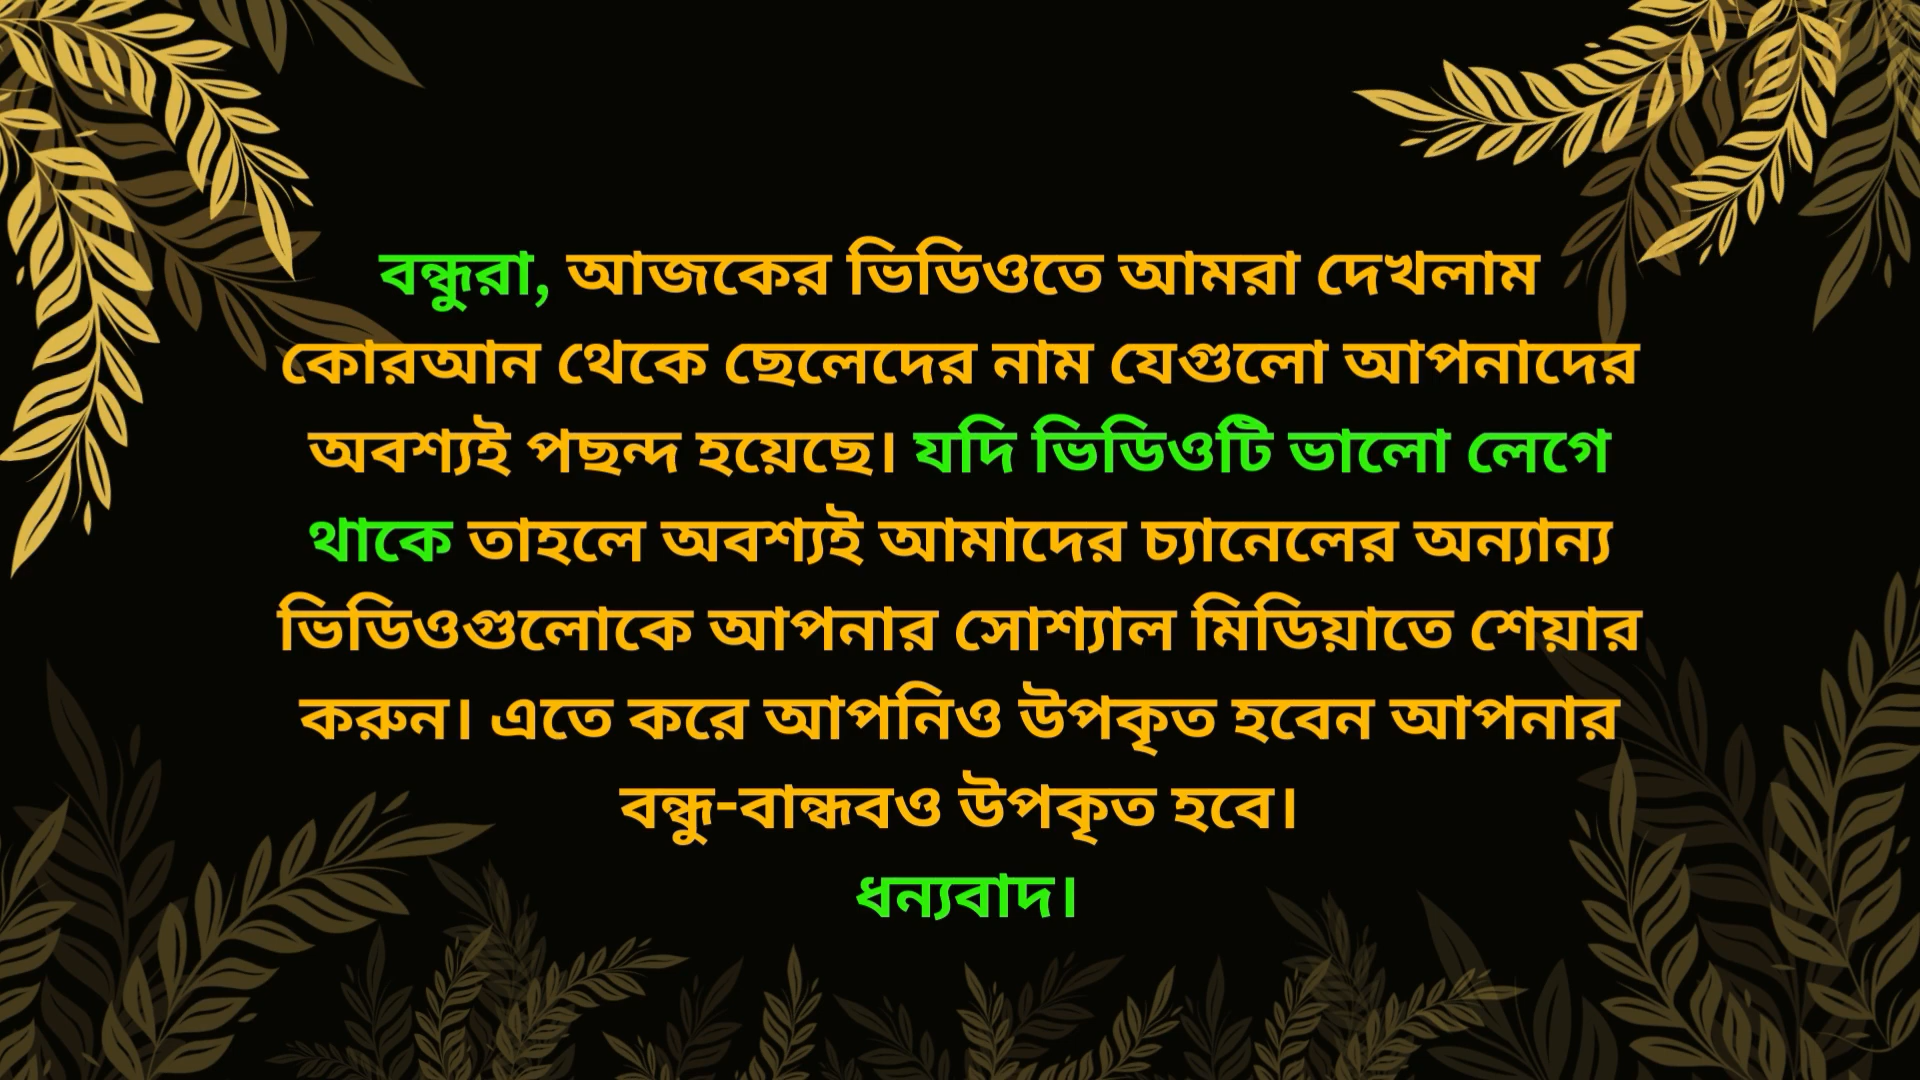 বন্ধুরা, আজকের ভিডিওতে আমরা দেখলাম
কোরআন থেকে ছেলেদের নাম যেগুলো আপনাদের
অবশ্যই পছন্দ হয়েছে। যদি ভিডিওটি ভালো লেগে
থাকে তাহলে অবশ্যই আমাদের চ্যানেলের অন্যান্য
ভিডিওগুলোকে আপনার সোশ্যাল মিডিয়াতে শেয়ার
করুন। এতে করে আপনিও উপকৃত হবেন আপনার
বন্ধু-বান্ধবও উপকৃত হবে।
ধন্যবাদ।